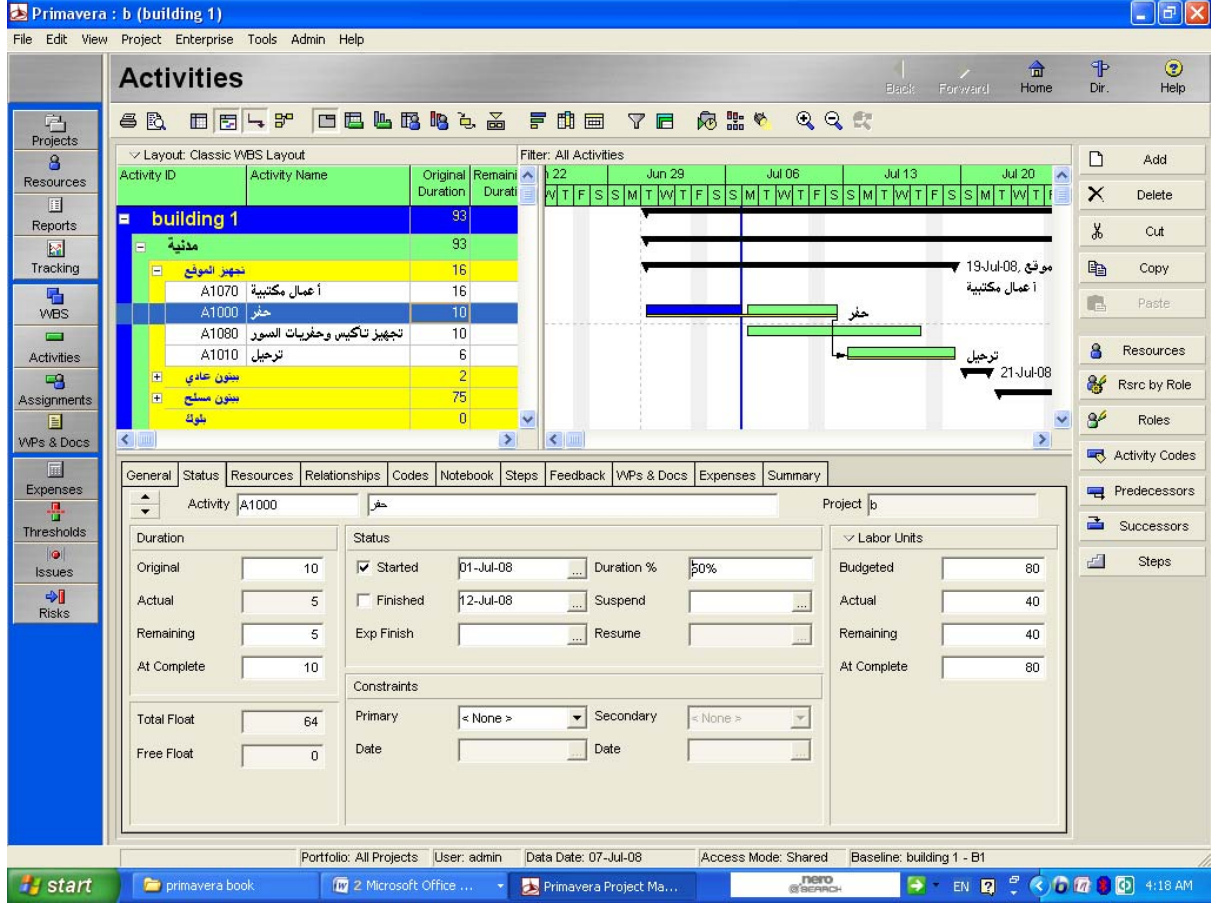 Primavera : b (building 1)
File Edit View Project Enterprise Tools Admin Help
Activities
Back Forward Home Dir. Help
Projects
Resources
Reports
Tracking
WBS
Activities
Assignments
WPs & Docs
Expenses
Thresholds
Issues
Risks
Layout: Classic WBS Layout Filter: All Activities
Activity ID Activity Name Original Duration Remaini Durati
22 Jun 29 Jul 06 Jul 13 Jul 20
W T F S S M T W T F S S M T W T F S S M T W T F S S M T W T F
building 1 93
مدنية 93
تجهيز الموقع 16
A1070 أعمال مكتبية 16
A1000 حفر 10
A1080 تجهيز تأكيس وحفريات السور 10
A1010 ترحيل 6
بيتون عادي 2
بيتون مسلح 75
بلوك 0
موقع ,19-Jul-08
أعمال مكتبية
حفر
ترحيل
21-Jul-08
Add
Delete
Cut
Copy
Paste
Resources
Rsrc by Role
Roles
Activity Codes
Predecessors
Successors
Steps
General Status Resources Relationships Codes Notebook Steps Feedback WPs & Docs Expenses Summary
Activity A1000 حفر Project b
Duration
Original 10
Actual 5
Remaining 5
At Complete 10
Total Float 64
Free Float 0
Status
Started 01-Jul-08 ... Duration % 50%
Finished 12-Jul-08 ... Suspend ...
Exp Finish ... Resume ...
Constraints
Primary < None > Secondary < None >
Date ... Date ...
Labor Units
Budgeted 80
Actual 40
Remaining 40
At Complete 80
Portfolio: All Projects User: admin Data Date: 07-Jul-08 Access Mode: Shared Baseline: building 1 - B1
start primavera book 2 Microsoft Office ... Primavera Project Ma... nero SEARCH EN 4:18 AM